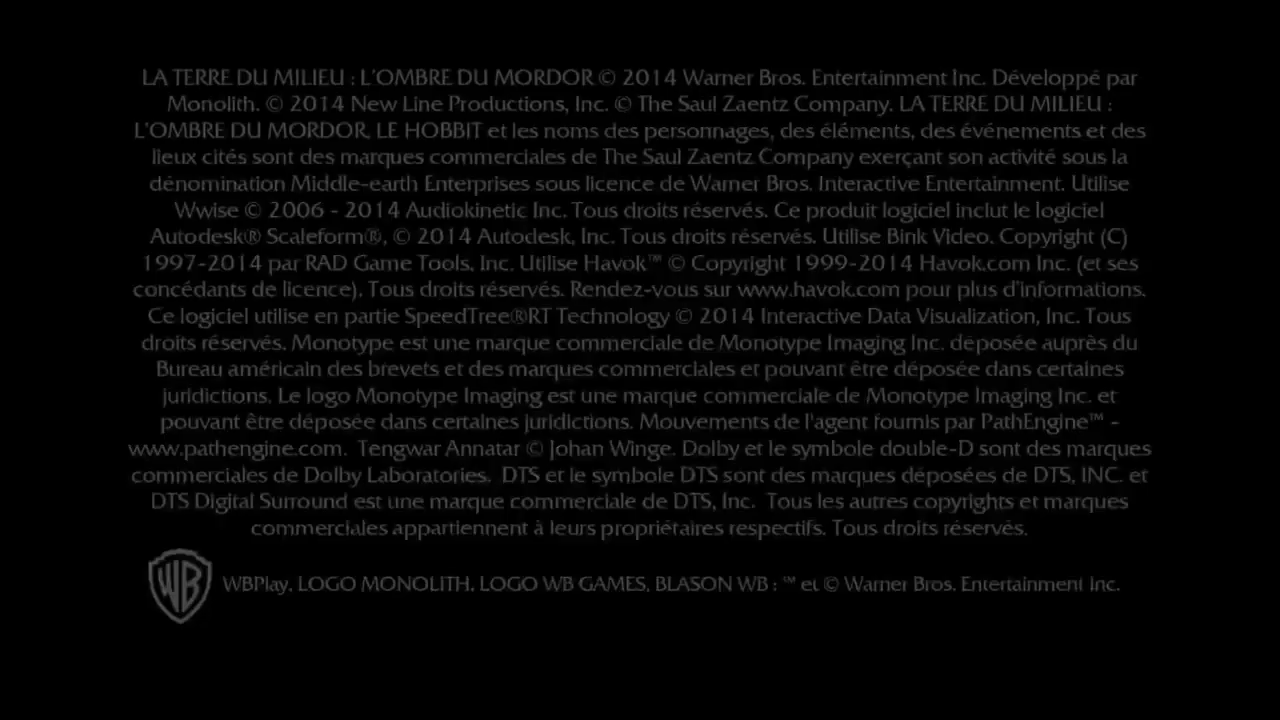 LA TERRE DU MILIEU : L'OMBRE DU MORDOR © 2014 Warner Bros. Entertainment Inc. Développé par
Monolith. © 2014 New Line Productions, Inc. © The Saul Zaentz Company. LA TERRE DU MILIEU :
L'OMBRE DU MORDOR, LE HOBBIT et les noms des personnages, des éléments, des événements et des
lieux cités sont des marques commerciales de The Saul Zaentz Company exerçant son activité sous la
dénomination Middle-earth Enterprises sous licence de Warner Bros. Interactive Entertainment. Utilise
Wwise © 2006 - 2014 Audiokinetic Inc. Tous droits réservés. Ce produit logiciel inclut le logiciel
Autodesk® Scaleform®, © 2014 Autodesk, Inc. Tous droits réservés. Utilise Bink Video. Copyright (C)
1997-2014 par RAD Game Tools, Inc. Utilise Havok™ © Copyright 1999-2014 Havok.com Inc. (et ses
concédants de licence). Tous droits réservés. Rendez-vous sur www.havok.com pour plus d'informations.
Ce logiciel utilise en partie SpeedTree®RT Technology © 2014 Interactive Data Visualization, Inc. Tous
droits réservés. Monotype est une marque commerciale de Monotype Imaging Inc. déposée auprès du
Bureau américain des brevets et des marques commerciales et pouvant être déposée dans certaines
juridictions. Le logo Monotype Imaging est une marque commerciale de Monotype Imaging Inc. et
pouvant être déposée dans certaines juridictions. Mouvements de l'agent fournis par PathEngine™ -
www.pathengine.com. Tengwar Annatar © Johan Winge. Dolby et le symbole double-D sont des marques
commerciales de Dolby Laboratories. DTS et le symbole DTS sont des marques déposées de DTS, INC. et
DTS Digital Surround est une marque commerciale de DTS, Inc. Tous les autres copyrights et marques
commerciales appartiennent à leurs propriétaires respectifs. Tous droits réservés.
WB WBPlay, LOGO MONOLITH, LOGO WB GAMES, BLASON WB : ™ et © Warner Bros. Entertainment Inc.